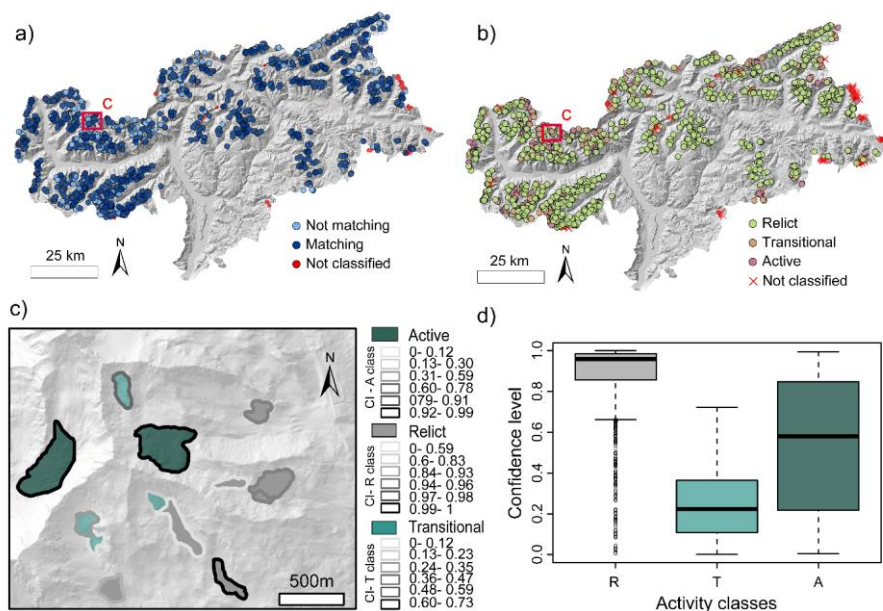 a)
C
Not matching
Matching
Not classified
25 km
N
b)
C
Relict
Transitional
Active
Not classified
25 km
N
c)
N
500m
Active
CI - A class
0- 0.12
0.13- 0.30
0.31- 0.59
0.60- 0.78
079- 0.91
0.92- 0.99
Relict
CI- R class
0- 0.59
0.6- 0.83
0.84- 0.93
0.94- 0.96
0.97- 0.98
0.99- 1
Transitional
CI- T class
0- 0.12
0.13- 0.23
0.24- 0.35
0.36- 0.47
0.48- 0.59
0.60- 0.73
d)
Confidence level
1.0
0.8
0.6
0.4
0.2
0.0
R T A
Activity classes